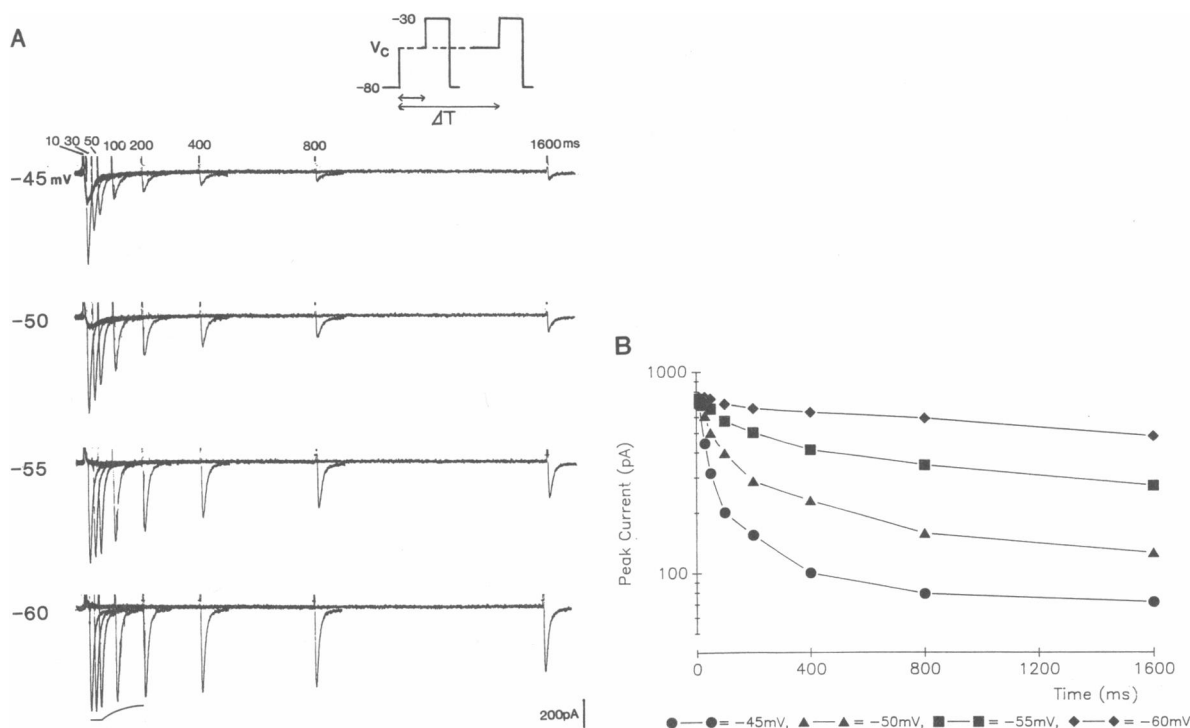 A
-30
Vc
-80
ΔT
10 30 50 100 200 400 800 1600 ms
-45 mV
-50
-55
-60
200pA
B
1000
100
Peak Current (pA)
0 400 800 1200 1600
Time (ms)
= -45mV, = -50mV, = -55mV, = -60mV